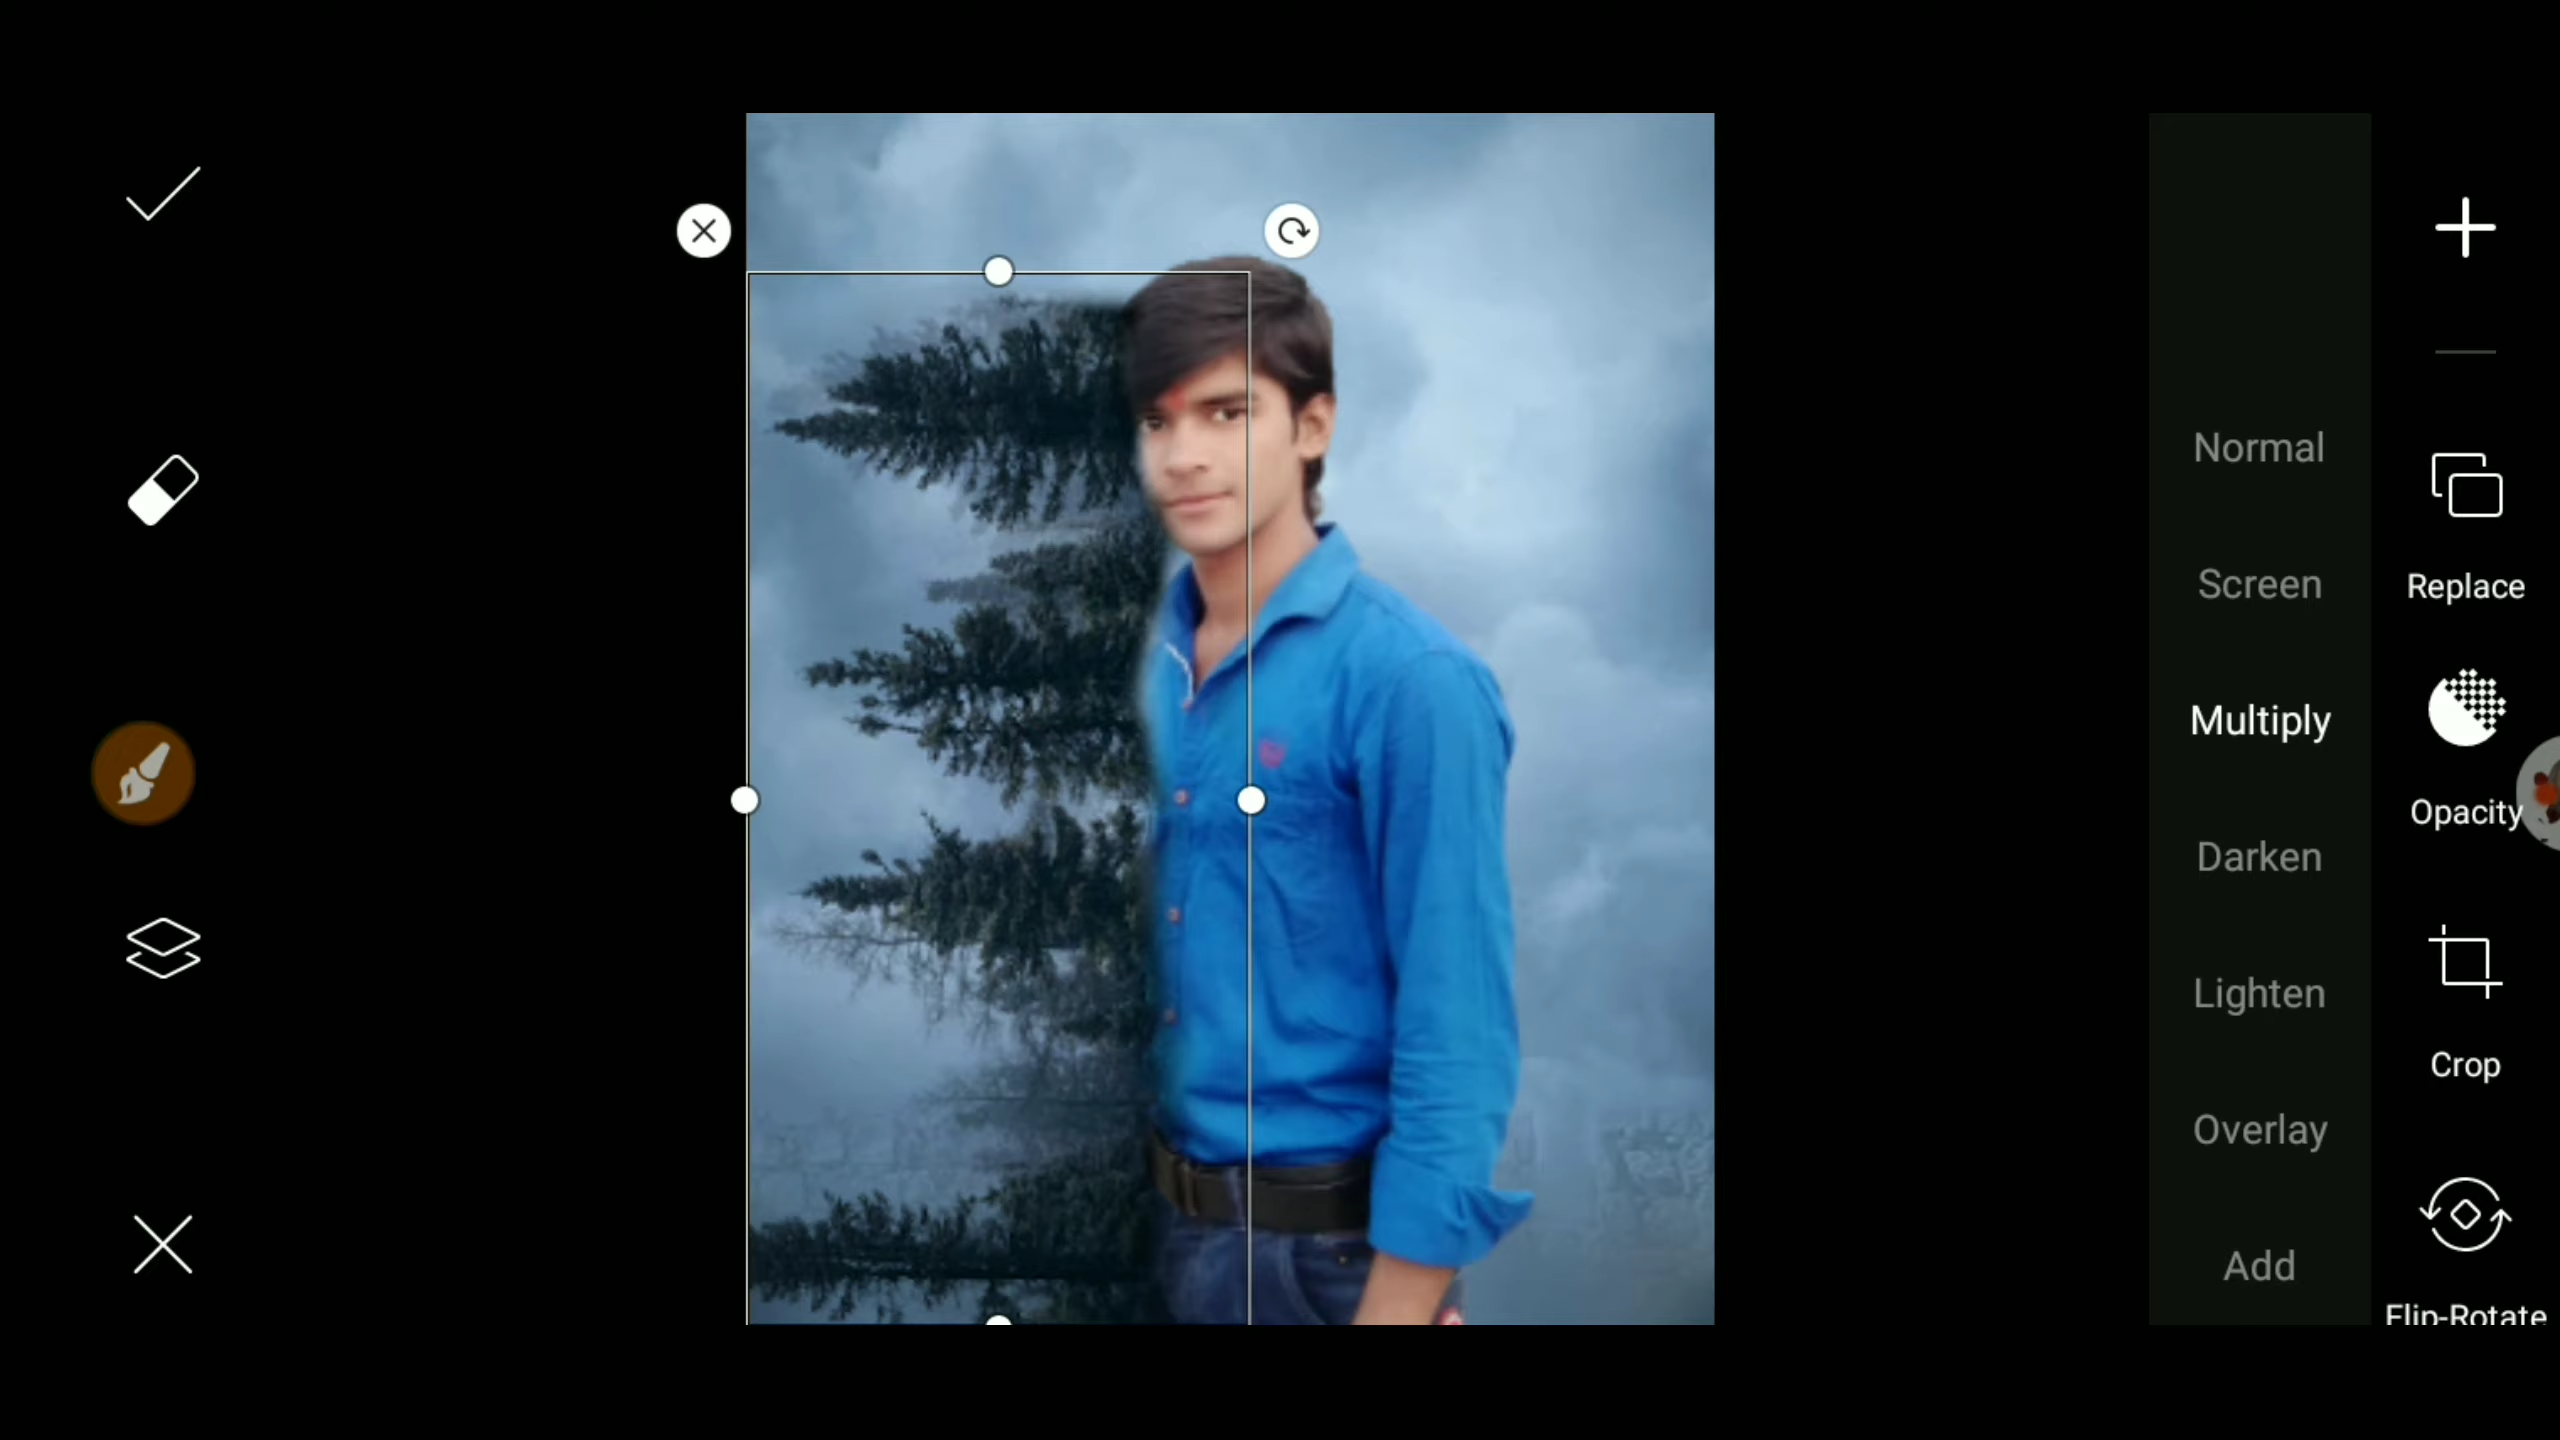 Normal
Screen
Multiply
Darken
Lighten
Overlay
Add
Replace
Opacity
Crop
Flip-Rotate